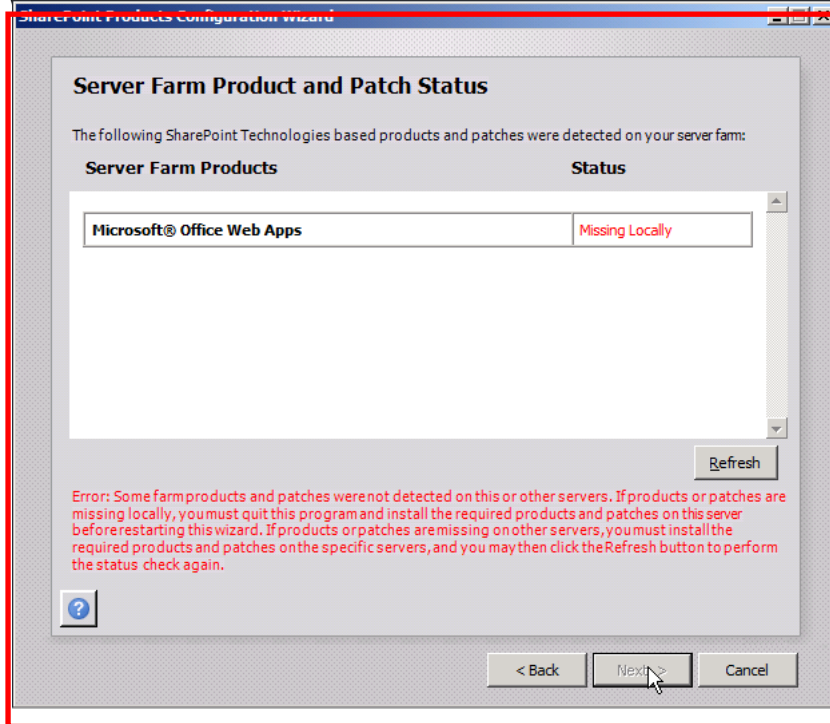 SharePoint Products Configuration Wizard
Server Farm Product and Patch Status
The following SharePoint Technologies based products and patches were detected on your server farm:
Server Farm Products Status
Microsoft® Office Web Apps Missing Locally
Refresh
Error: Some farm products and patches were not detected on this or other servers. If products or patches are
missing locally, you must quit this program and install the required products and patches on this server
before restarting this wizard. If products or patches are missing on other servers, you must install the
required products and patches on the specific servers, and you may then click the Refresh button to perform
the status check again.
?
< Back Next > Cancel